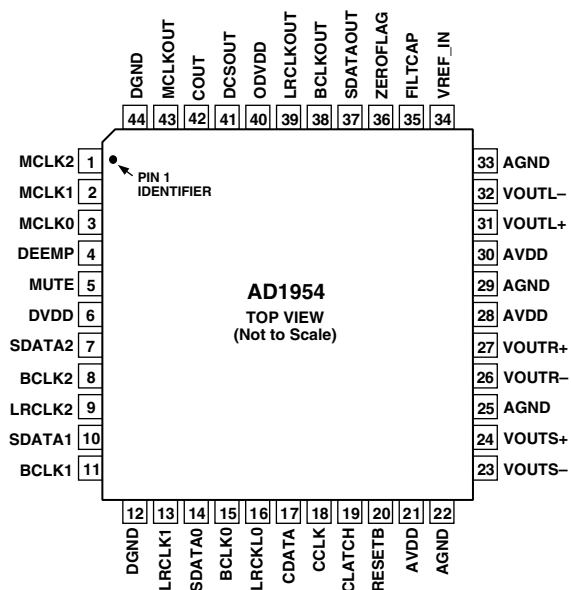 DGND
MCLKOUT
COUT
DCSOUT
ODVDD
LRCLKOUT
BCLKOUT
SDATAOUT
ZEROFLAG
FILTCAP
VREF_IN
44 43 42 41 40 39 38 37 36 35 34
MCLK2 1
MCLK1 2
MCLK0 3
DEEMP 4
MUTE 5
DVDD 6
SDATA2 7
BCLK2 8
LRCLK2 9
SDATA1 10
BCLK1 11
PIN 1
IDENTIFIER
AD1954
TOP VIEW
(Not to Scale)
33 AGND
32 VOUTL–
31 VOUTL+
30 AVDD
29 AGND
28 AVDD
27 VOUTR+
26 VOUTR–
25 AGND
24 VOUTS+
23 VOUTS–
12 13 14 15 16 17 18 19 20 21 22
DGND
LRCLK1
SDATA0
BCLK0
LRCKL0
CDATA
CCLK
CLATCH
RESETB
AVDD
AGND